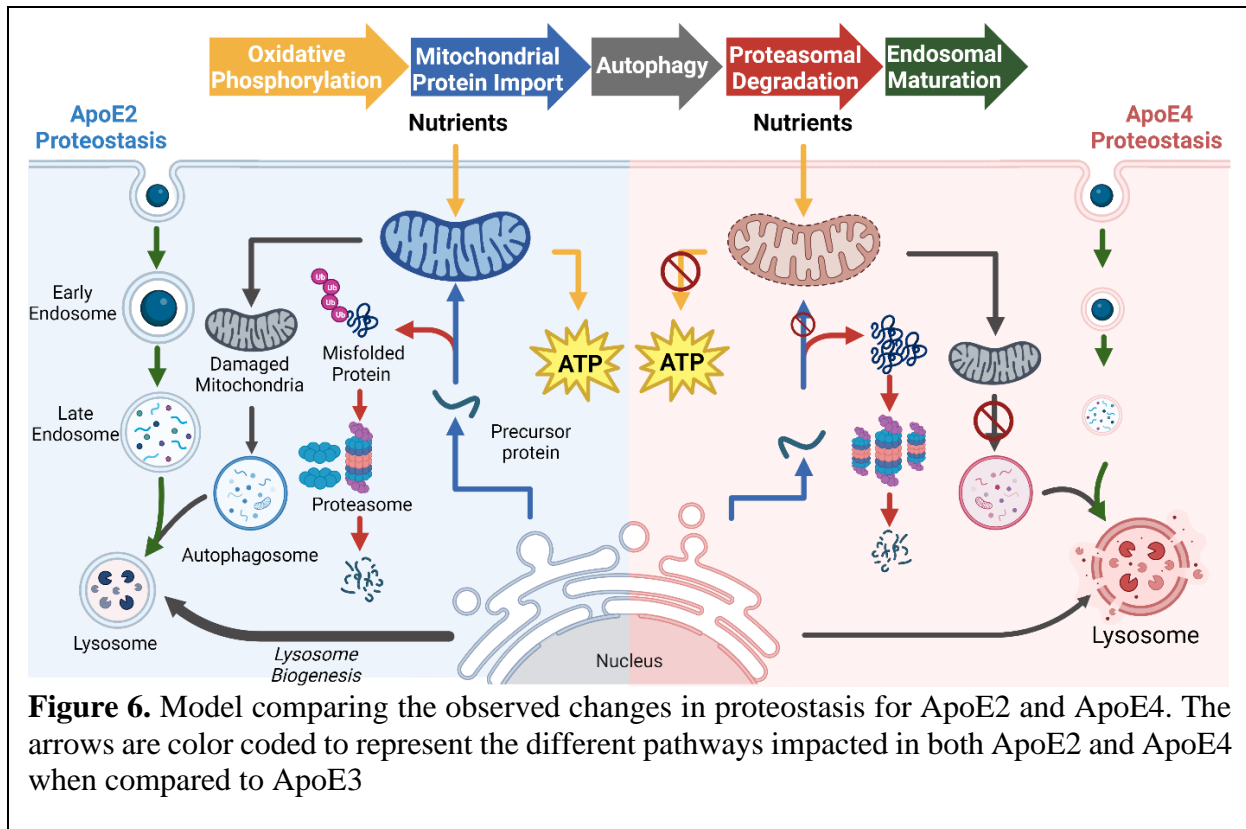 Oxidative
Phosphorylation
Mitochondrial
Protein Import
Autophagy
Proteasomal
Degradation
Endosomal
Maturation
ApoE2
Proteostasis
Nutrients
Nutrients
ApoE4
Proteostasis
Early
Endosome
Ub
Ub
Ub
Ub
Damaged
Mitochondria
Misfolded
Protein
ATP
ATP
Late
Endosome
Precursor
protein
Proteasome
Autophagosome
Lysosome
Lysosome
Biogenesis
Nucleus
Lysosome
Figure 6. Model comparing the observed changes in proteostasis for ApoE2 and ApoE4. The
arrows are color coded to represent the different pathways impacted in both ApoE2 and ApoE4
when compared to ApoE3